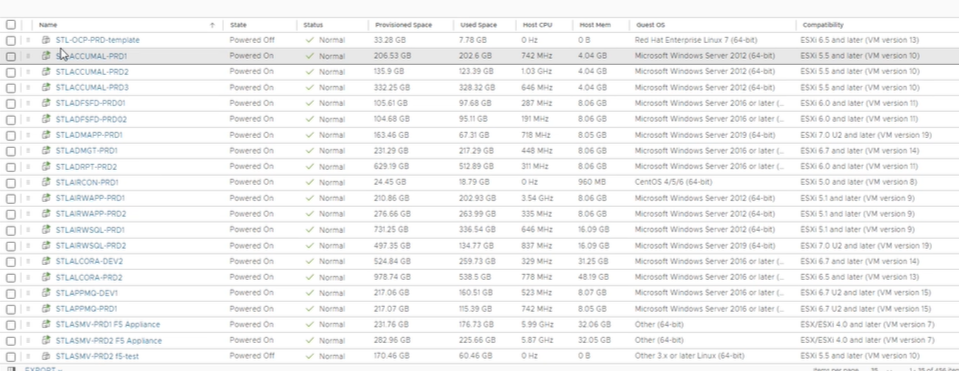 Name State Status Provisioned Space Used Space Host CPU Host Mem Guest OS Compatibility
STL-OCP-PRD-template Powered Off Normal 33.28 GB 7.78 GB 0 Hz 0 B Red Hat Enterprise Linux 7 (64-bit) ESXi 6.5 and later (VM version 13)
STLACCUMAL-PRD1 Powered On Normal 206.53 GB 202.6 GB 742 MHz 4.04 GB Microsoft Windows Server 2012 (64-bit) ESXi 5.5 and later (VM version 10)
STLACCUMAL-PRD2 Powered On Normal 135.9 GB 123.39 GB 1.03 GHz 4.04 GB Microsoft Windows Server 2012 (64-bit) ESXi 5.5 and later (VM version 10)
STLACCUMAL-PRD3 Powered On Normal 332.25 GB 328.32 GB 646 MHz 4.04 GB Microsoft Windows Server 2012 (64-bit) ESXi 5.5 and later (VM version 10)
STLADFSFD-PRD01 Powered On Normal 105.61 GB 97.68 GB 287 MHz 8.06 GB Microsoft Windows Server 2016 or later (... ESXi 6.0 and later (VM version 11)
STLADFSFD-PRD02 Powered On Normal 104.68 GB 95.11 GB 191 MHz 8.06 GB Microsoft Windows Server 2016 or later (... ESXi 6.0 and later (VM version 11)
STLADMAPP-PRD1 Powered On Normal 163.46 GB 67.31 GB 718 MHz 8.05 GB Microsoft Windows Server 2019 (64-bit) ESXi 7.0 U2 and later (VM version 19)
STLADMGT-PRD1 Powered On Normal 231.29 GB 217.29 GB 448 MHz 8.06 GB Microsoft Windows Server 2016 or later (... ESXi 6.7 and later (VM version 14)
STLADRPT-PRD2 Powered On Normal 629.19 GB 512.89 GB 311 MHz 8.06 GB Microsoft Windows Server 2016 or later (... ESXi 6.0 and later (VM version 11)
STLAIRCON-PRD1 Powered On Normal 24.45 GB 18.79 GB 0 Hz 960 MB CentOS 4/5/6 (64-bit) ESXi 5.0 and later (VM version 8)
STLAIRWAPP-PRD1 Powered On Normal 210.86 GB 202.93 GB 3.54 GHz 8.06 GB Microsoft Windows Server 2012 (64-bit) ESXi 5.1 and later (VM version 9)
STLAIRWAPP-PRD2 Powered On Normal 276.66 GB 263.99 GB 335 MHz 8.06 GB Microsoft Windows Server 2012 (64-bit) ESXi 5.1 and later (VM version 9)
STLAIRWSQL-PRD1 Powered On Normal 731.25 GB 336.54 GB 646 MHz 16.09 GB Microsoft Windows Server 2012 (64-bit) ESXi 5.1 and later (VM version 9)
STLAIRWSQL-PRD2 Powered On Normal 497.35 GB 134.77 GB 837 MHz 16.09 GB Microsoft Windows Server 2019 (64-bit) ESXi 7.0 U2 and later (VM version 19)
STLALCORA-DEV2 Powered On Normal 524.84 GB 259.73 GB 329 MHz 31.25 GB Microsoft Windows Server 2016 or later (... ESXi 6.7 and later (VM version 14)
STLALCORA-PRD2 Powered On Normal 978.74 GB 538.5 GB 778 MHz 48.19 GB Microsoft Windows Server 2016 or later (... ESXi 6.5 and later (VM version 13)
STLAPPMQ-DEV1 Powered On Normal 217.06 GB 160.51 GB 523 MHz 8.07 GB Microsoft Windows Server 2016 or later (... ESXi 6.7 U2 and later (VM version 15)
STLAPPMQ-PRD1 Powered On Normal 217.07 GB 115.39 GB 742 MHz 8.05 GB Microsoft Windows Server 2016 or later (... ESXi 6.7 U2 and later (VM version 15)
STLASMV-PRD1 F5 Appliance Powered On Normal 231.76 GB 176.73 GB 5.99 GHz 32.06 GB Other (64-bit) ESX/ESXi 4.0 and later (VM version 7)
STLASMV-PRD2 F5 Appliance Powered On Normal 282.96 GB 225.66 GB 5.87 GHz 32.05 GB Other (64-bit) ESX/ESXi 4.0 and later (VM version 7)
STLASMV-PRD2 f5-test Powered Off Normal 170.46 GB 60.46 GB 0 Hz 0 B Other 3.x or later Linux (64-bit) ESXi 5.5 and later (VM version 10)
EXPORT